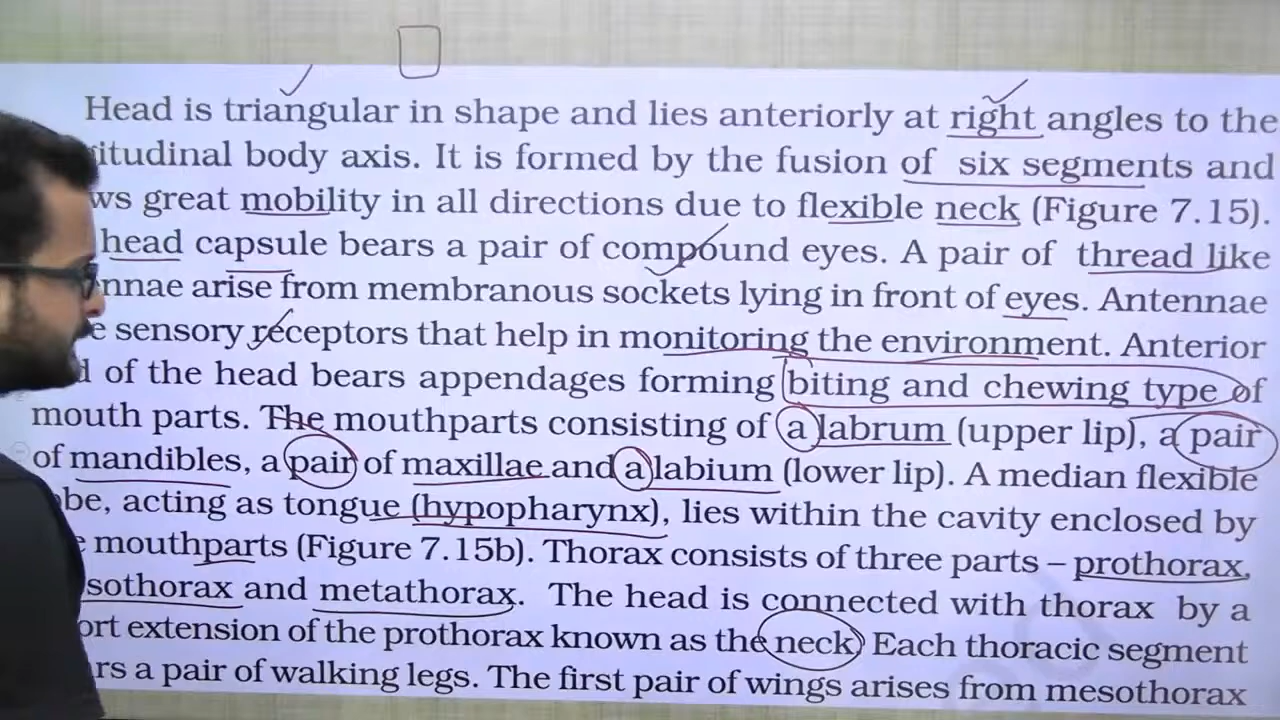 Head is triangular in shape and lies anteriorly at right angles to the
itudinal body axis. It is formed by the fusion of six segments and
ws great mobility in all directions due to flexible neck (Figure 7.15).
head capsule bears a pair of compound eyes. A pair of thread like
nnae arise from membranous sockets lying in front of eyes. Antennae
e sensory receptors that help in monitoring the environment. Anterior
d of the head bears appendages forming biting and chewing type of
mouth parts. The mouthparts consisting of a labrum (upper lip), a pair
of mandibles, a pair of maxillae and a labium (lower lip). A median flexible
be, acting as tongue (hypopharynx), lies within the cavity enclosed by
e mouthparts (Figure 7.15b). Thorax consists of three parts – prothorax,
sothorax and metathorax. The head is connected with thorax by a
ort extension of the prothorax known as the neck. Each thoracic segment
rs a pair of walking legs. The first pair of wings arises from mesothorax